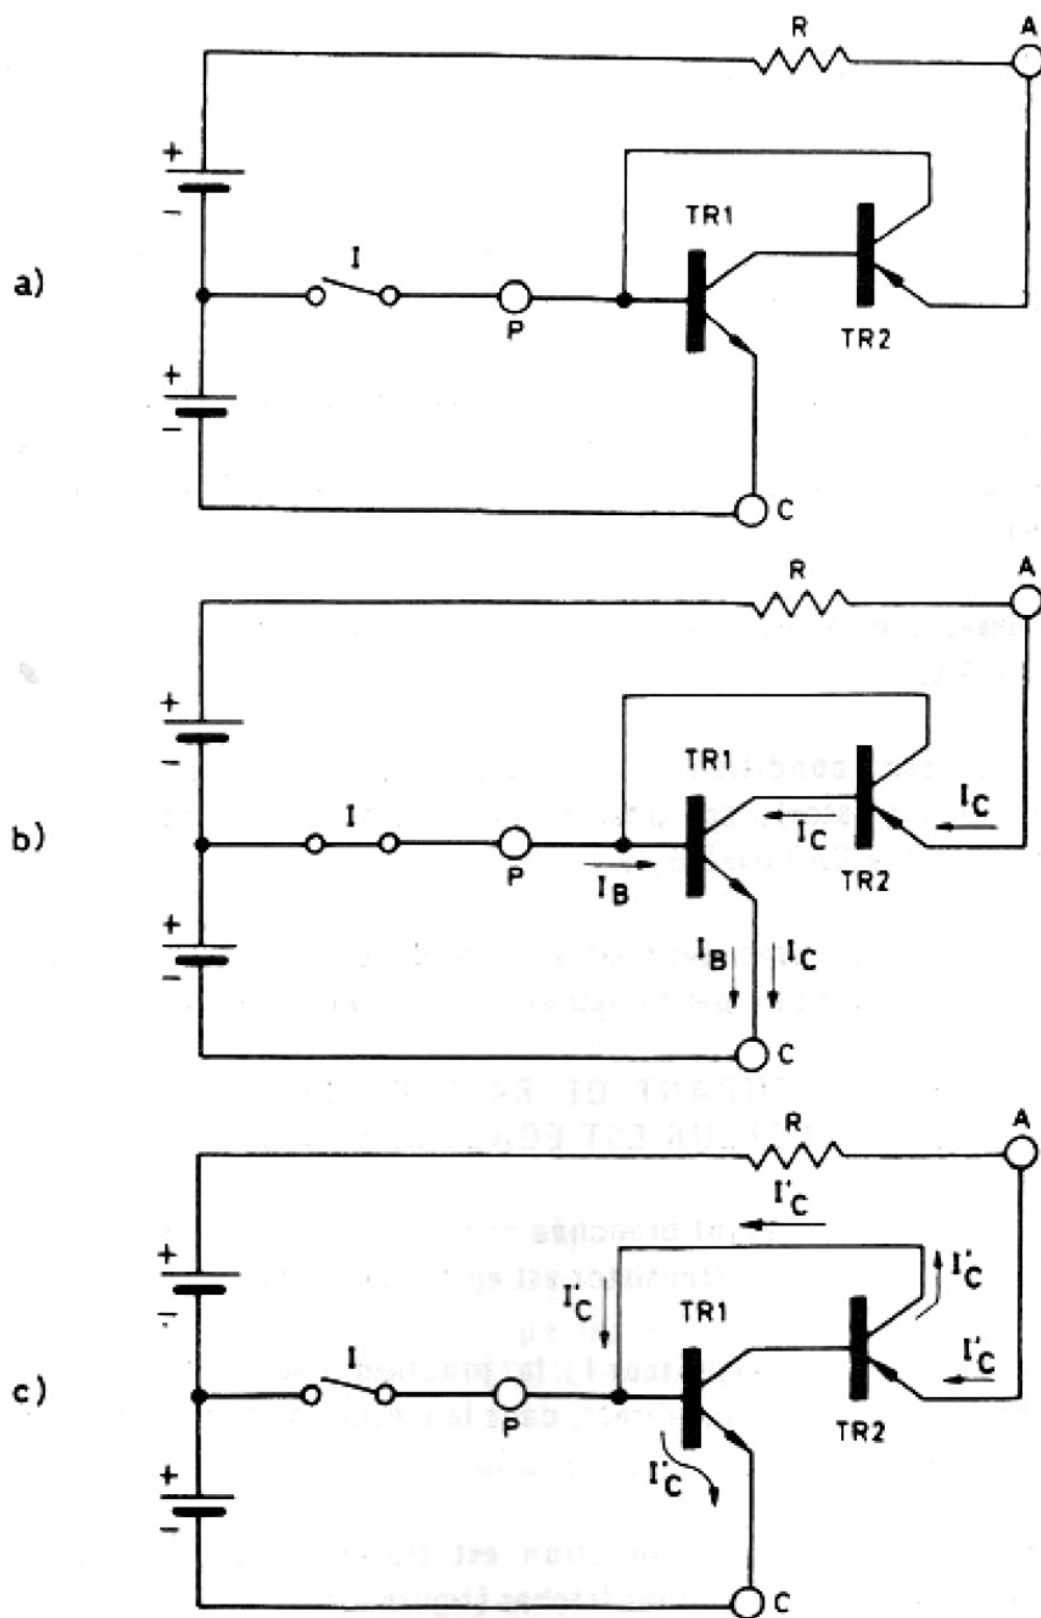 R A
+
−
TR1
a) I
P
TR2
+
−
C
R A
+
−
TR1
I_C
b) I
I_C
P
TR2
I_B
+
−
I_B I_C
C
R A
I'_C
+
−
I'_C
I'_C
TR1
I'_C
c) I
P
TR2
I'_C
+
−
C